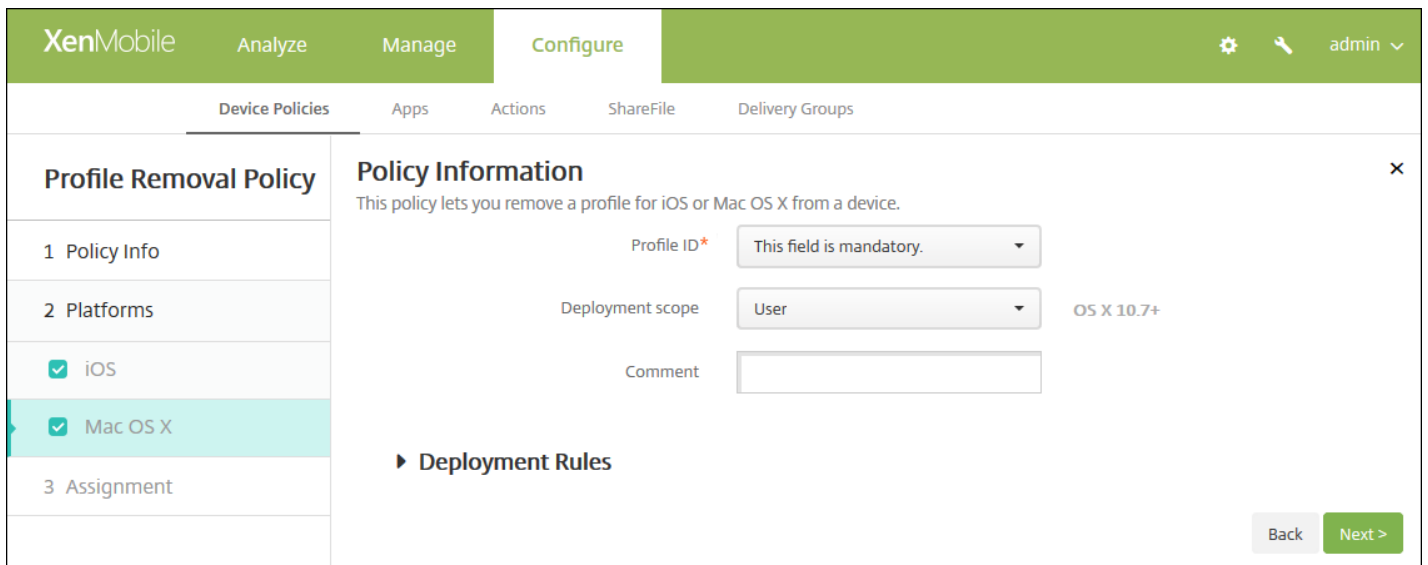 XenMobile Analyze Manage Configure admin
Device Policies Apps Actions ShareFile Delivery Groups
Profile Removal Policy
1 Policy Info
2 Platforms
iOS
Mac OS X
3 Assignment
Policy Information
This policy lets you remove a profile for iOS or Mac OS X from a device.
Profile ID* This field is mandatory.
Deployment scope User OS X 10.7+
Comment
Deployment Rules
Back Next >